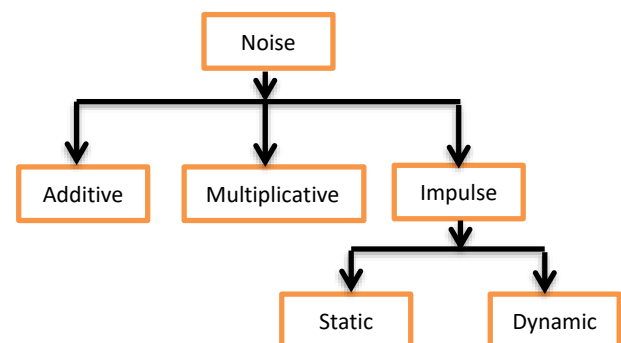 Noise
Additive
Multiplicative
Impulse
Static
Dynamic